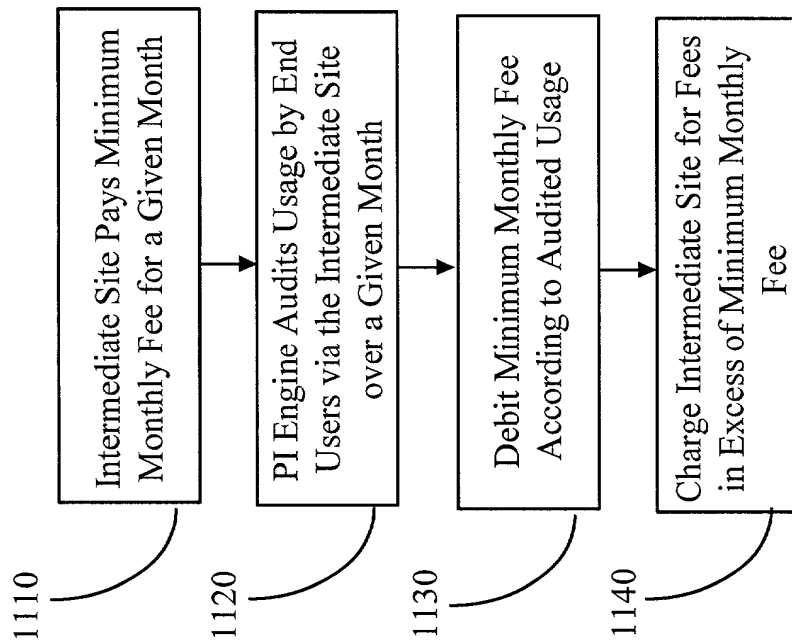 1110
Intermediate Site Pays Minimum
Monthly Fee for a Given Month
1120
PI Engine Audits Usage by End
Users via the Intermediate Site
over a Given Month
1130
Debit Minimum Monthly Fee
According to Audited Usage
1140
Charge Intermediate Site for Fees
in Excess of Minimum Monthly
Fee